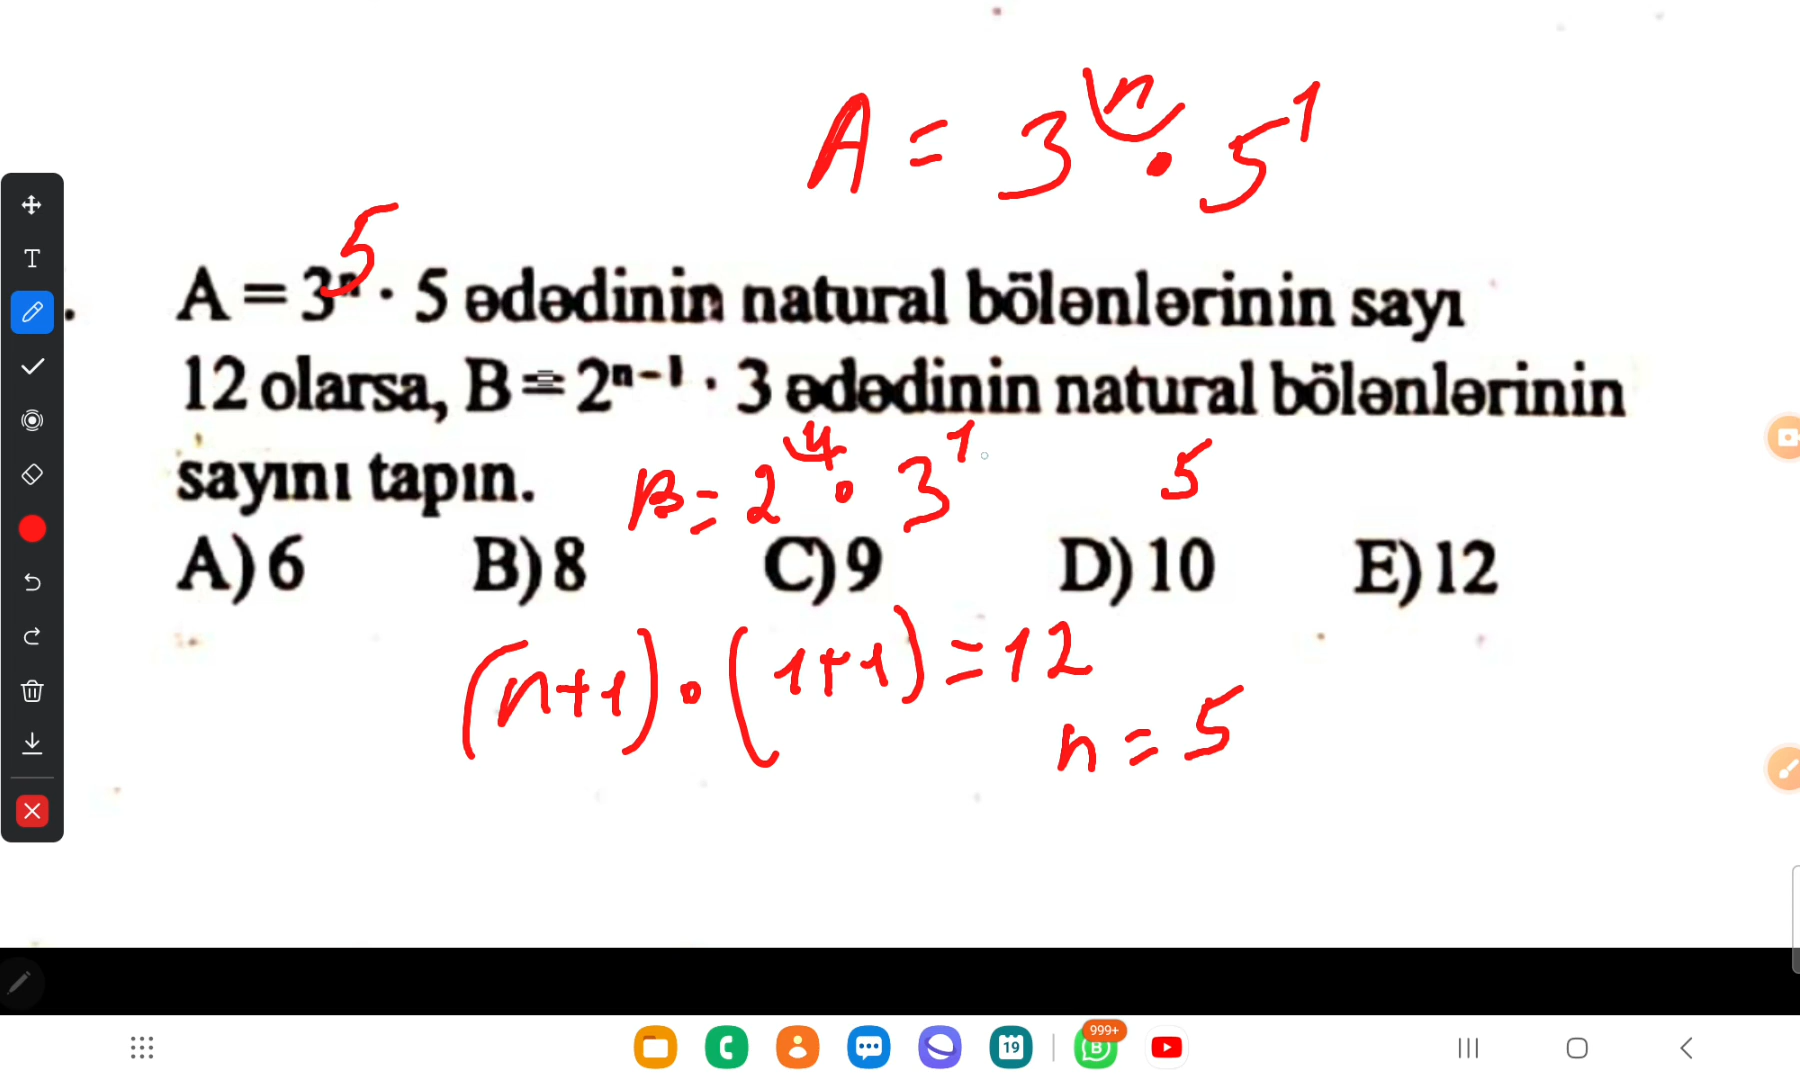 A = 3ⁿ · 5¹
5
A = 3ⁿ · 5 ədədinin natural bölənlərinin sayı
12 olarsa, B = 2ⁿ⁻¹ · 3 ədədinin natural bölənlərinin
sayını tapın.
B = 2⁴ · 3¹
5
A) 6 B) 8 C) 9 D) 10 E) 12
(n+1) · (1+1) = 12
n = 5
T
19
999+
B